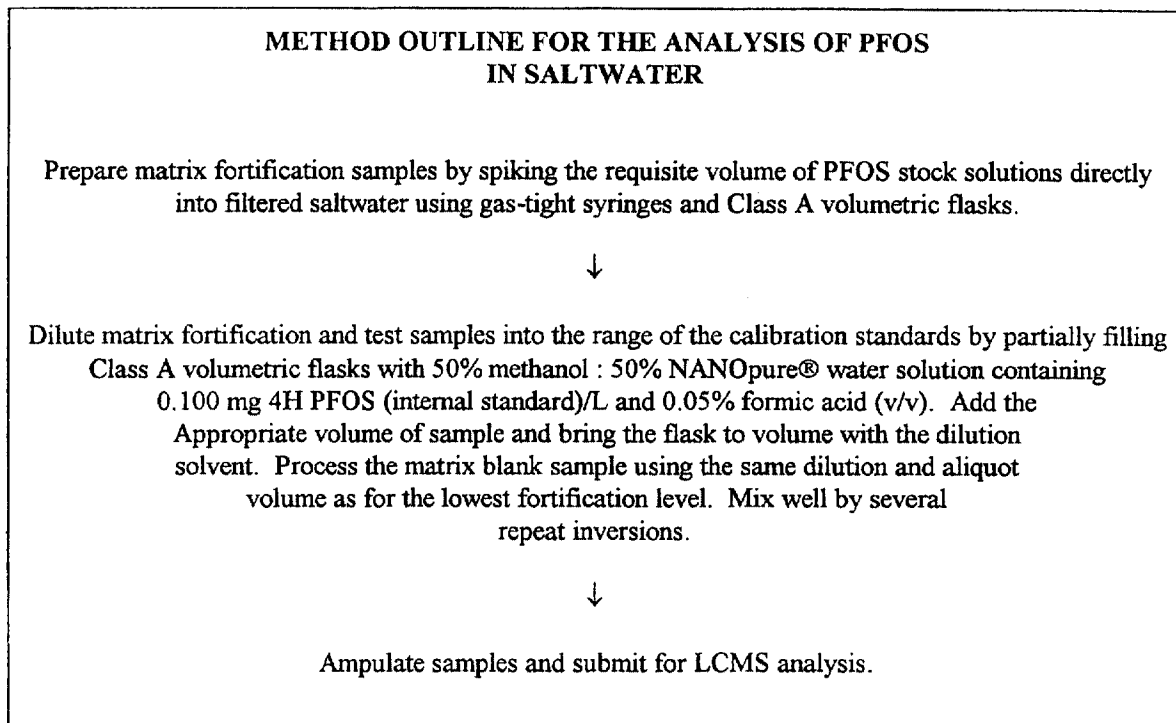 METHOD OUTLINE FOR THE ANALYSIS OF PFOS
IN SALTWATER
Prepare matrix fortification samples by spiking the requisite volume of PFOS stock solutions directly
into filtered saltwater using gas-tight syringes and Class A volumetric flasks.
↓
Dilute matrix fortification and test samples into the range of the calibration standards by partially filling
Class A volumetric flasks with 50% methanol : 50% NANOpure® water solution containing
0.100 mg 4H PFOS (internal standard)/L and 0.05% formic acid (v/v). Add the
Appropriate volume of sample and bring the flask to volume with the dilution
solvent. Process the matrix blank sample using the same dilution and aliquot
volume as for the lowest fortification level. Mix well by several
repeat inversions.
↓
Ampulate samples and submit for LCMS analysis.